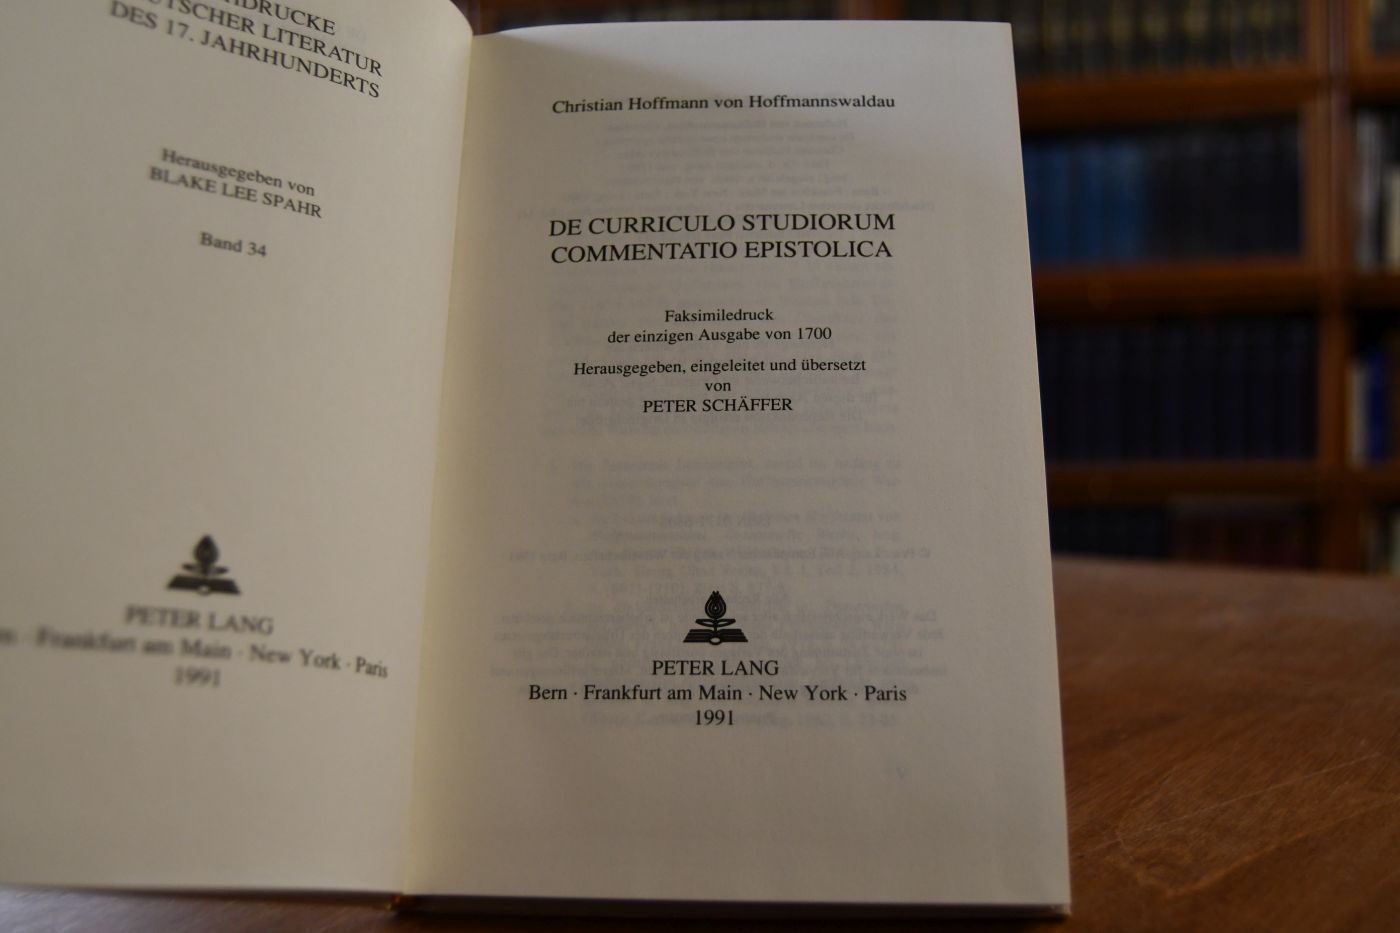 DRUCKE
DEUTSCHER LITERATUR
DES 17. JAHRHUNDERTS
Herausgegeben von
BLAKE LEE SPAHR
Band 34
PETER LANG
Frankfurt am Main · New York · Paris
1991
Christian Hoffmann von Hoffmannswaldau
DE CURRICULO STUDIORUM
COMMENTATIO EPISTOLICA
Faksimiledruck
der einzigen Ausgabe von 1700
Herausgegeben, eingeleitet und übersetzt
von
PETER SCHÄFFER
PETER LANG
Bern · Frankfurt am Main · New York · Paris
1991